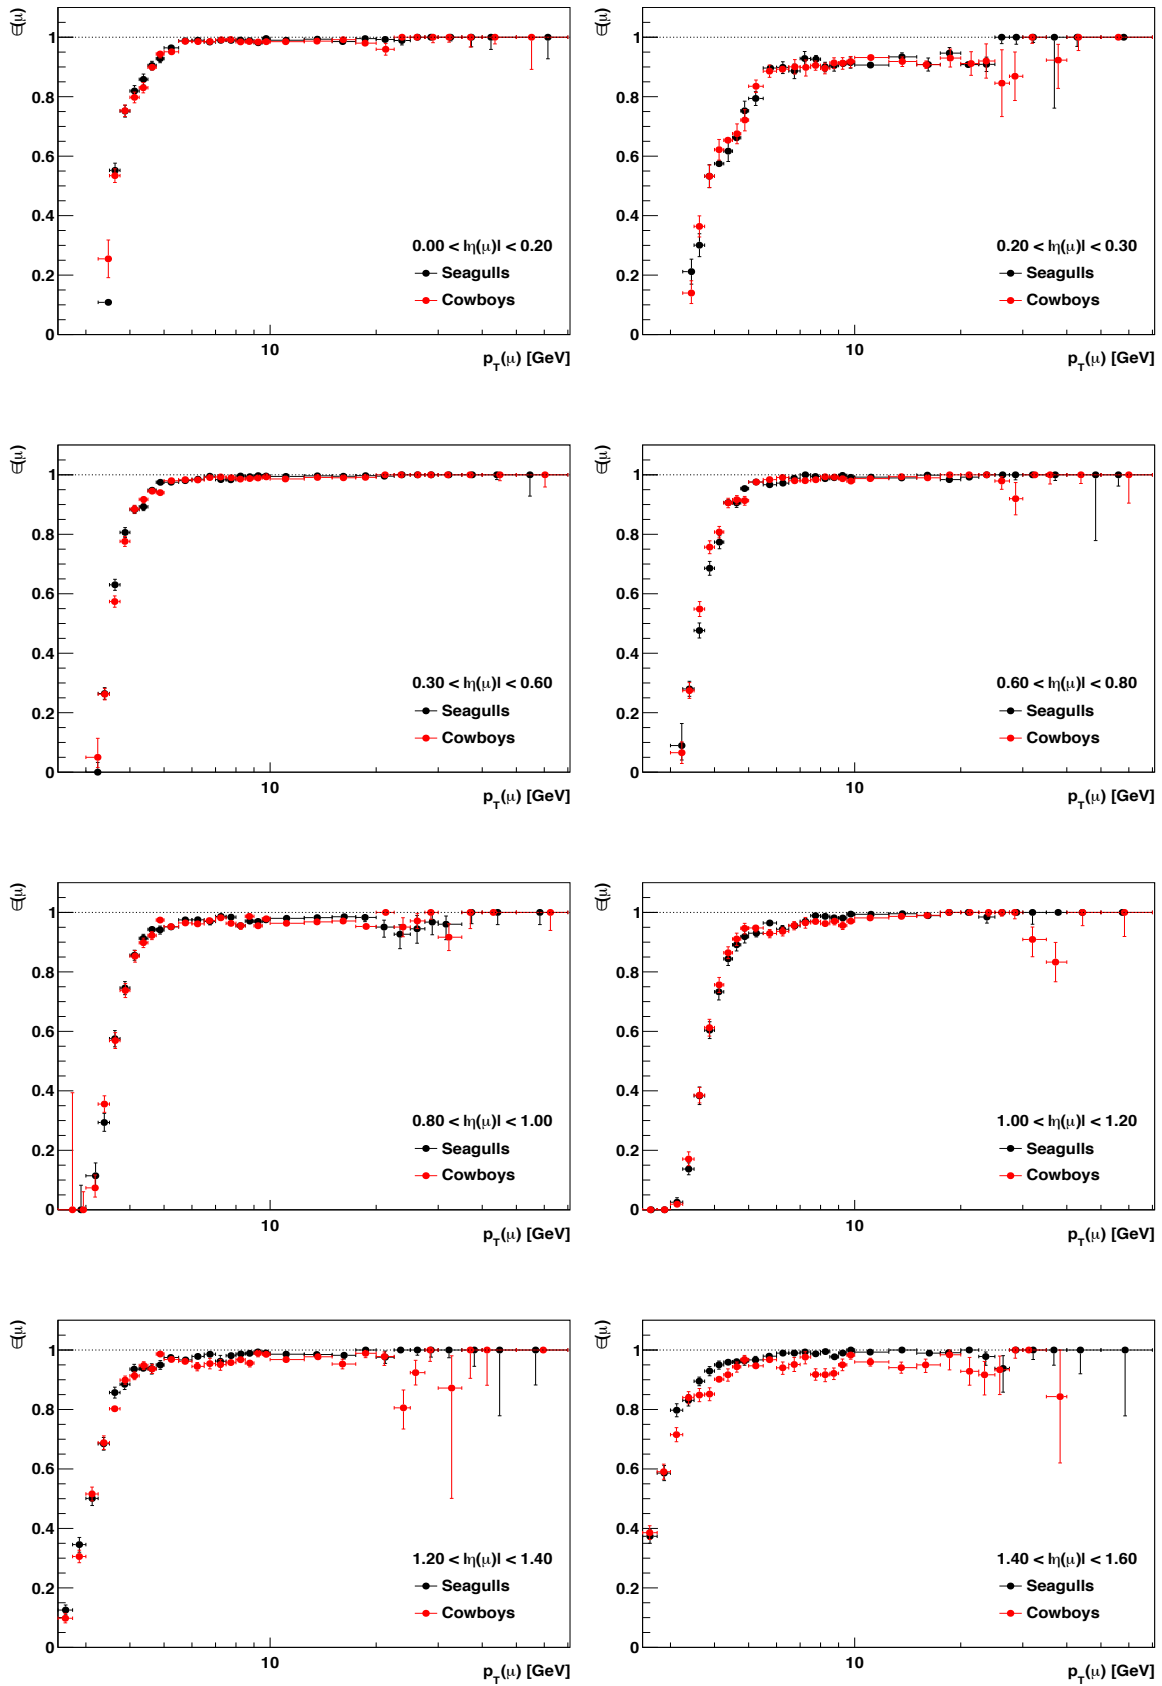 ∈(μ)
1
0.8
0.6
0.4
0.2
0
0.00 < |η(μ)| < 0.20
Seagulls
Cowboys
10
p_T(μ) [GeV]
∈(μ)
1
0.8
0.6
0.4
0.2
0
0.20 < |η(μ)| < 0.30
Seagulls
Cowboys
10
p_T(μ) [GeV]
∈(μ)
1
0.8
0.6
0.4
0.2
0
0.30 < |η(μ)| < 0.60
Seagulls
Cowboys
10
p_T(μ) [GeV]
∈(μ)
1
0.8
0.6
0.4
0.2
0
0.60 < |η(μ)| < 0.80
Seagulls
Cowboys
10
p_T(μ) [GeV]
∈(μ)
1
0.8
0.6
0.4
0.2
0
0.80 < |η(μ)| < 1.00
Seagulls
Cowboys
10
p_T(μ) [GeV]
∈(μ)
1
0.8
0.6
0.4
0.2
0
1.00 < |η(μ)| < 1.20
Seagulls
Cowboys
10
p_T(μ) [GeV]
∈(μ)
1
0.8
0.6
0.4
0.2
0
1.20 < |η(μ)| < 1.40
Seagulls
Cowboys
10
p_T(μ) [GeV]
∈(μ)
1
0.8
0.6
0.4
0.2
0
1.40 < |η(μ)| < 1.60
Seagulls
Cowboys
10
p_T(μ) [GeV]